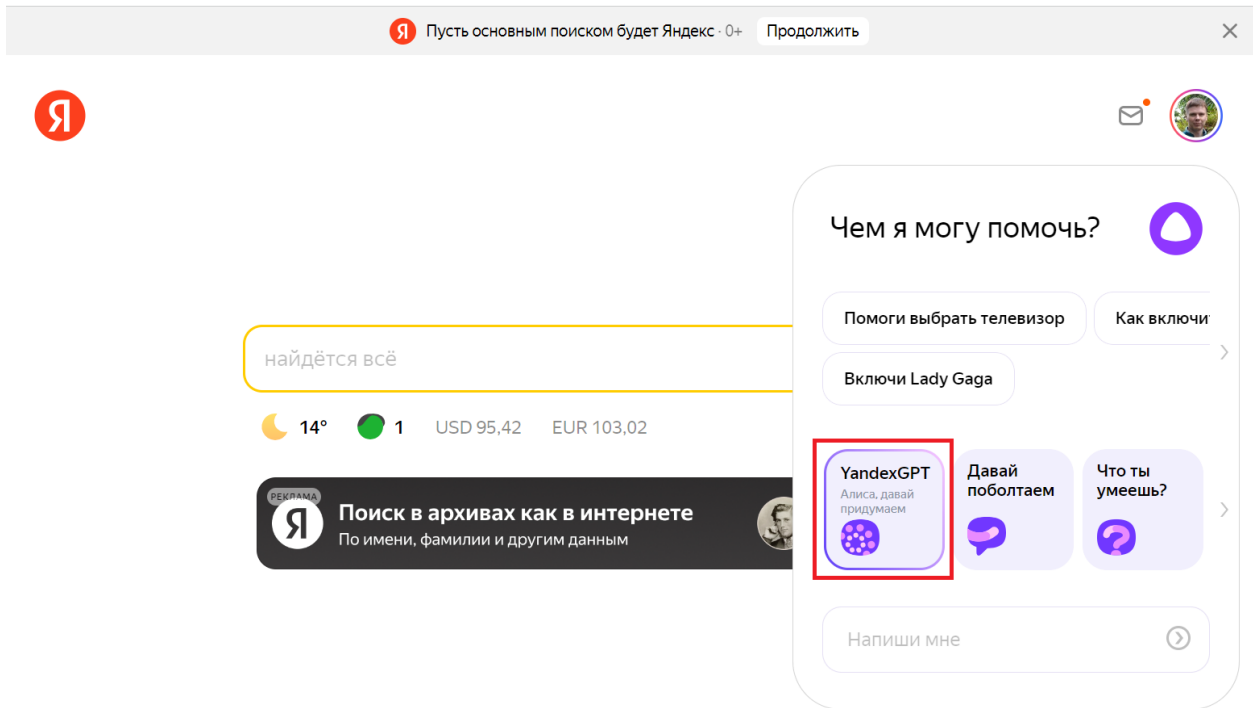 Я Пусть основным поиском будет Яндекс · 0+ Продолжить
Я
Чем я могу помочь?
Помоги выбрать телевизор
Как включи
Включи Lady Gaga
найдётся всё
14° 1 USD 95,42 EUR 103,02
РЕКЛАМА
Я
Поиск в архивах как в интернете
По имени, фамилии и другим данным
YandexGPT
Алиса, давай
придумаем
Давай
поболтаем
Что ты
умеешь?
Напиши мне